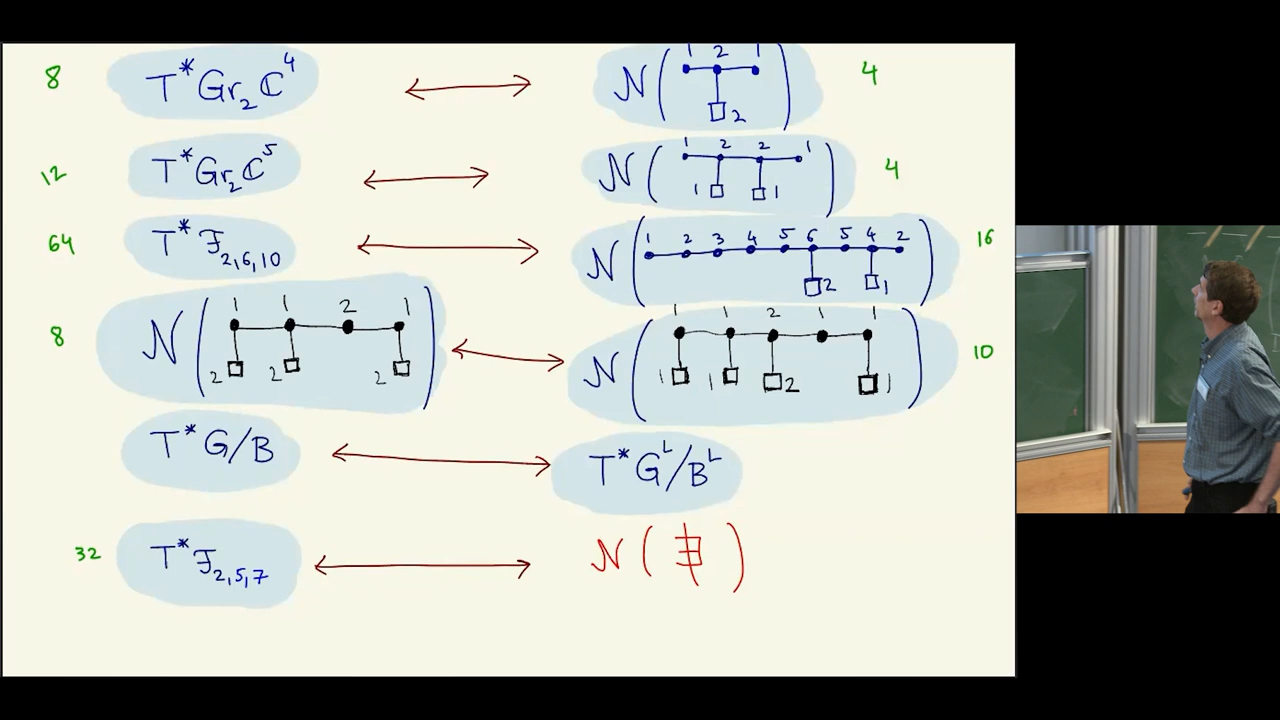 8 T*Gr₂ℂ⁴ ⟷ N( 1 2 1 □2 ) 4
12 T*Gr₂ℂ⁵ ⟷ N( 1 2 2 1 1□ □1 ) 4
64 T*F₂,₆,₁₀ ⟷ N( 1 2 3 4 5 6 5 4 2 □2 □1 ) 16
8 N( 1 1 2 1 2□ 2□ 2□ ) ⟷ N( 1 1 2 1 1 1□ 1□ □2 □1 ) 10
T*G/B ⟷ T*Gᴸ/Bᴸ
32 T*F₂,₅,₇ ⟷ N( ∄ )